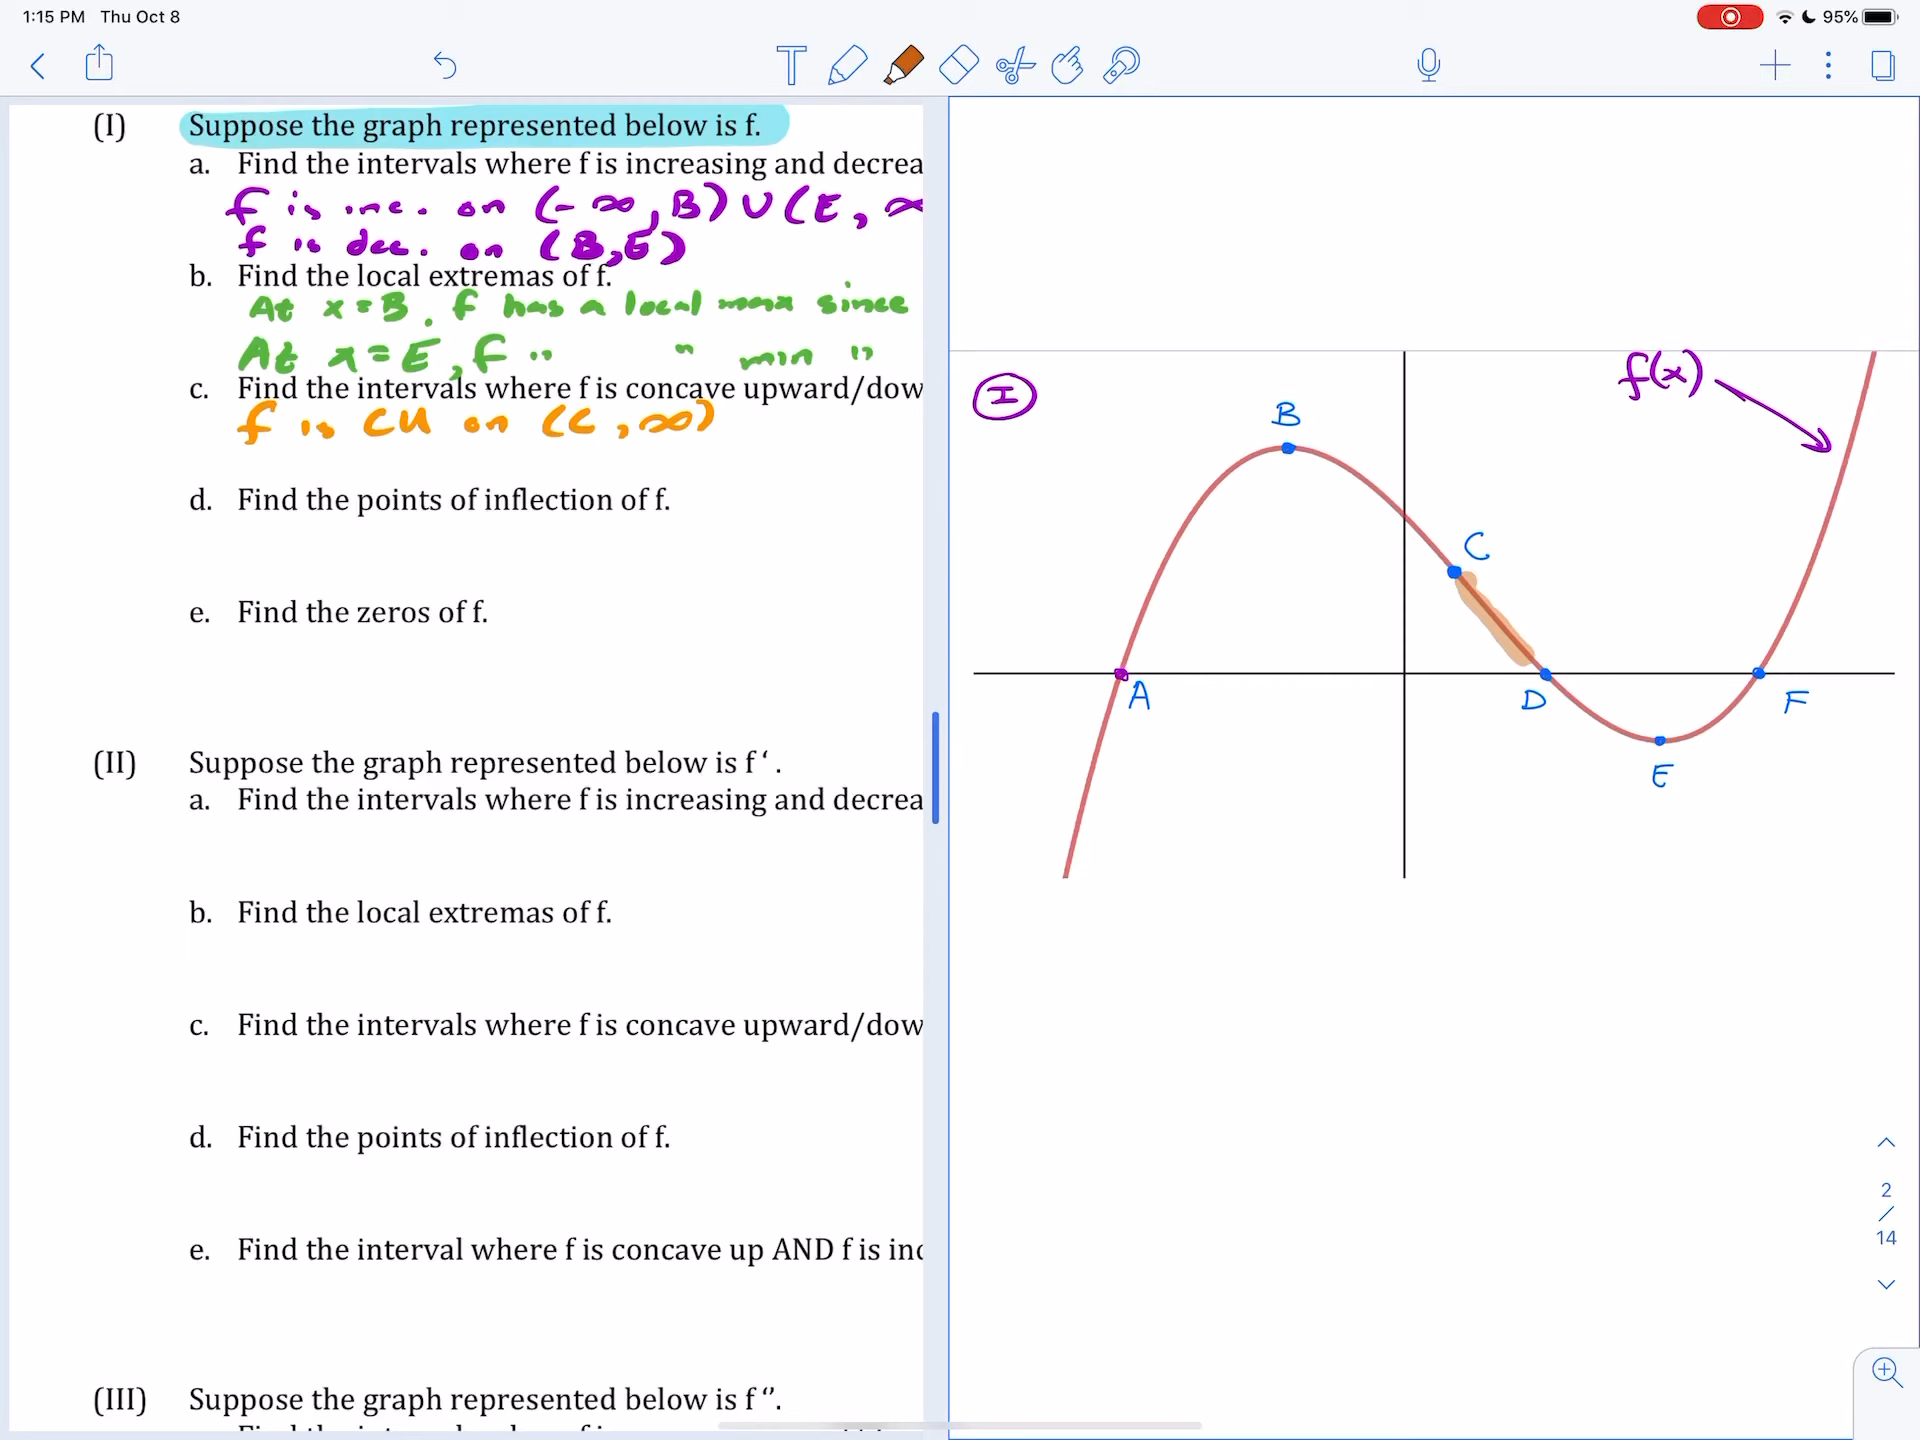 1:15 PM Thu Oct 8
95%
(I) Suppose the graph represented below is f.
a. Find the intervals where f is increasing and decrea
f is inc. on (-∞, B) ∪ (E, ∞
f is dec. on (B, E)
b. Find the local extremas of f.
At x = B, f has a local max since
At x = E, f " " min "
c. Find the intervals where f is concave upward/dow
f is CU on (C, ∞)
d. Find the points of inflection of f.
e. Find the zeros of f.
(II) Suppose the graph represented below is f ‘ .
a. Find the intervals where f is increasing and decrea
b. Find the local extremas of f.
c. Find the intervals where f is concave upward/dow
d. Find the points of inflection of f.
e. Find the interval where f is concave up AND f is inc
(III) Suppose the graph represented below is f ‘’.
I
f(x)
B
C
A
D
F
E
2
/
14